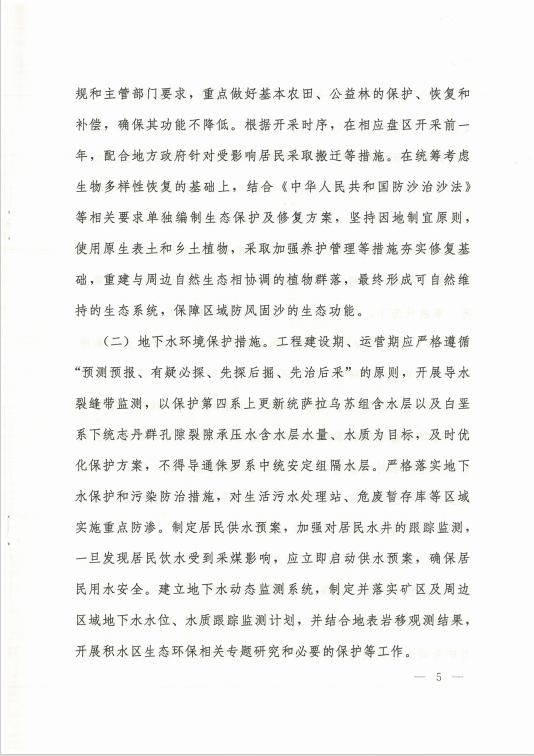 规和主管部门要求，重点做好基本农田、公益林的保护、恢复和
补偿，确保其功能不降低。根据开采时序，在相应盘区开采前一
年，配合地方政府针对受影响居民采取搬迁等措施。在统筹考虑
生物多样性恢复的基础上，结合《中华人民共和国防沙治沙法》
等相关要求单独编制生态保护及修复方案，坚持因地制宜原则，
使用原生表土和乡土植物，采取加强养护管理等措施夯实修复基
础，重建与周边自然生态相协调的植物群落，最终形成可自然维
持的生态系统，保障区域防风固沙的生态功能。
（二）地下水环境保护措施。工程建设期、运营期应严格遵循
“预测预报、有疑必探、先探后掘、先治后采”的原则，开展导水
裂缝带监测，以保护第四系上更新统萨拉乌苏组含水层以及白垩
系下统志丹群孔隙裂隙承压水含水层水量、水质为目标，及时优
化保护方案，不得导通侏罗系中统安定组隔水层。严格落实地下
水保护和污染防治措施，对生活污水处理站、危废暂存库等区域
实施重点防渗。制定居民供水预案，加强对居民水井的跟踪监测，
一旦发现居民饮水受到采煤影响，应立即启动供水预案，确保居
民用水安全。建立地下水动态监测系统，制定并落实矿区及周边
区域地下水水位、水质跟踪监测计划，并结合地表岩移观测结果，
开展积水区生态环保相关专题研究和必要的保护等工作。
— 5 —